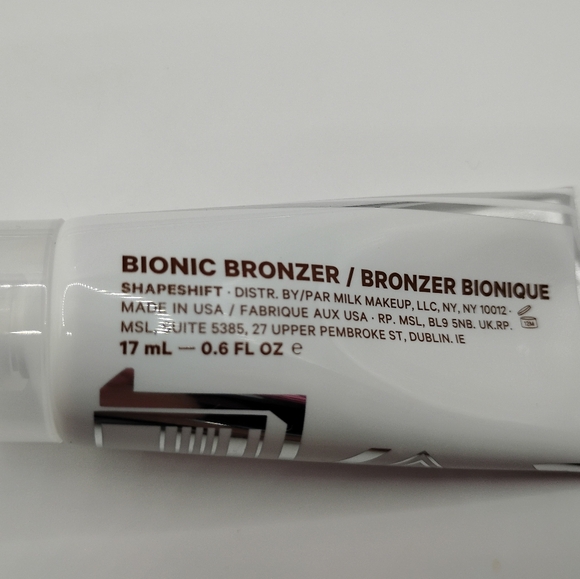 BIONIC BRONZER / BRONZER BIONIQUE
SHAPESHIFT · DISTR. BY/PAR MILK MAKEUP, LLC, NY, NY 10012 ·
MADE IN USA / FABRIQUE AUX USA · RP. MSL, BL9 5NB. UK.RP. 12M
MSL, SUITE 5385, 27 UPPER PEMBROKE ST, DUBLIN. IE
17 mL — 0.6 FL OZ e